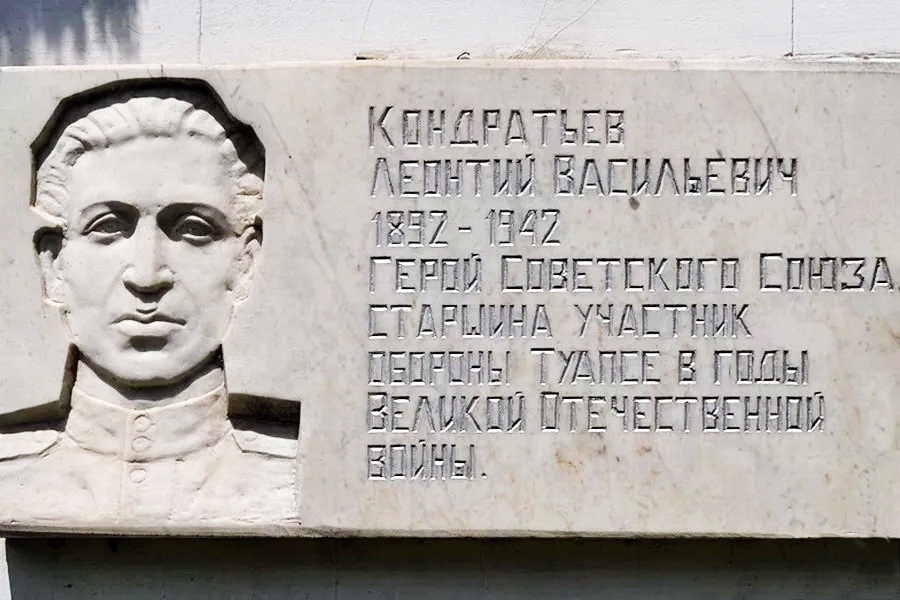 Кондратьев
Леонтий Васильевич
1892 - 1942
Герой Советского Союза,
старшина участник
обороны Туапсе в годы
Великой Отечественной
войны.